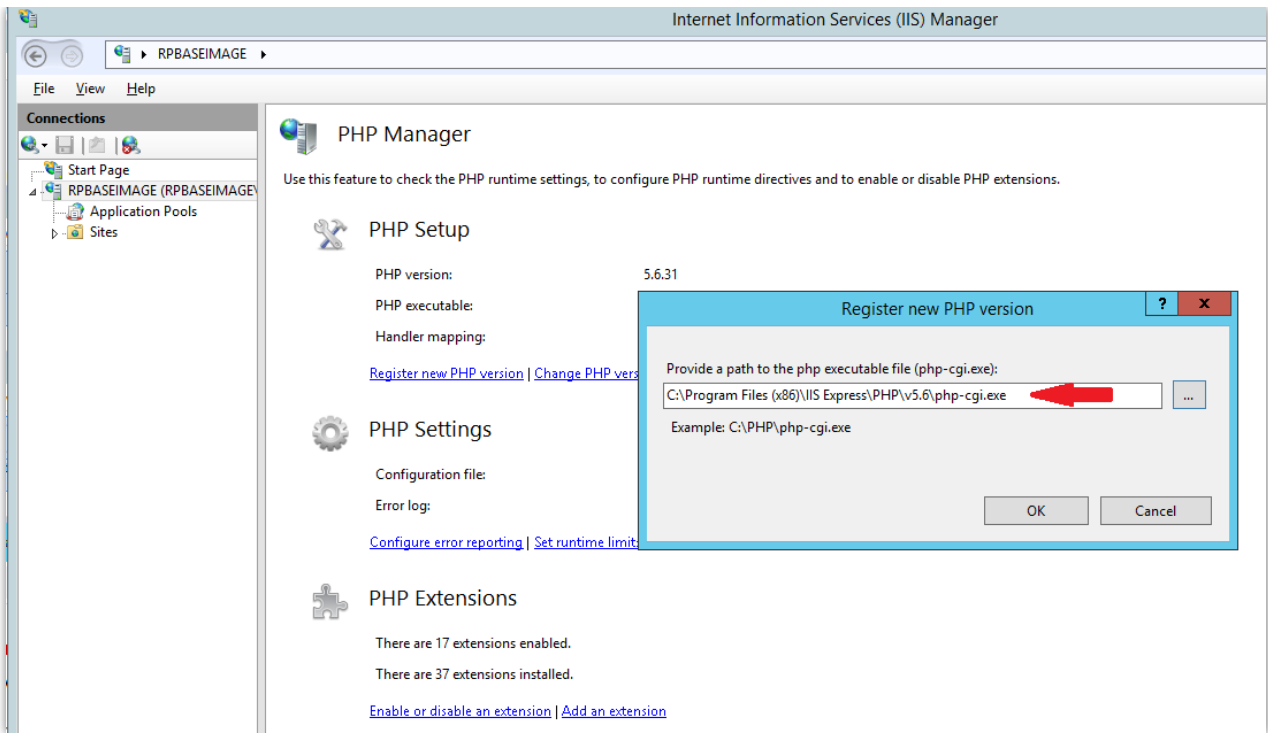 Internet Information Services (IIS) Manager
RPBASEIMAGE
File View Help
Connections
Start Page
RPBASEIMAGE (RPBASEIMAGE\
Application Pools
Sites
PHP Manager
Use this feature to check the PHP runtime settings, to configure PHP runtime directives and to enable or disable PHP extensions.
PHP Setup
PHP version: 5.6.31
PHP executable:
Handler mapping:
Register new PHP version | Change PHP vers
Register new PHP version
? x
Provide a path to the php executable file (php-cgi.exe):
C:\Program Files (x86)\IIS Express\PHP\v5.6\php-cgi.exe
...
Example: C:\PHP\php-cgi.exe
OK Cancel
PHP Settings
Configuration file:
Error log:
Configure error reporting | Set runtime limits
PHP Extensions
There are 17 extensions enabled.
There are 37 extensions installed.
Enable or disable an extension | Add an extension